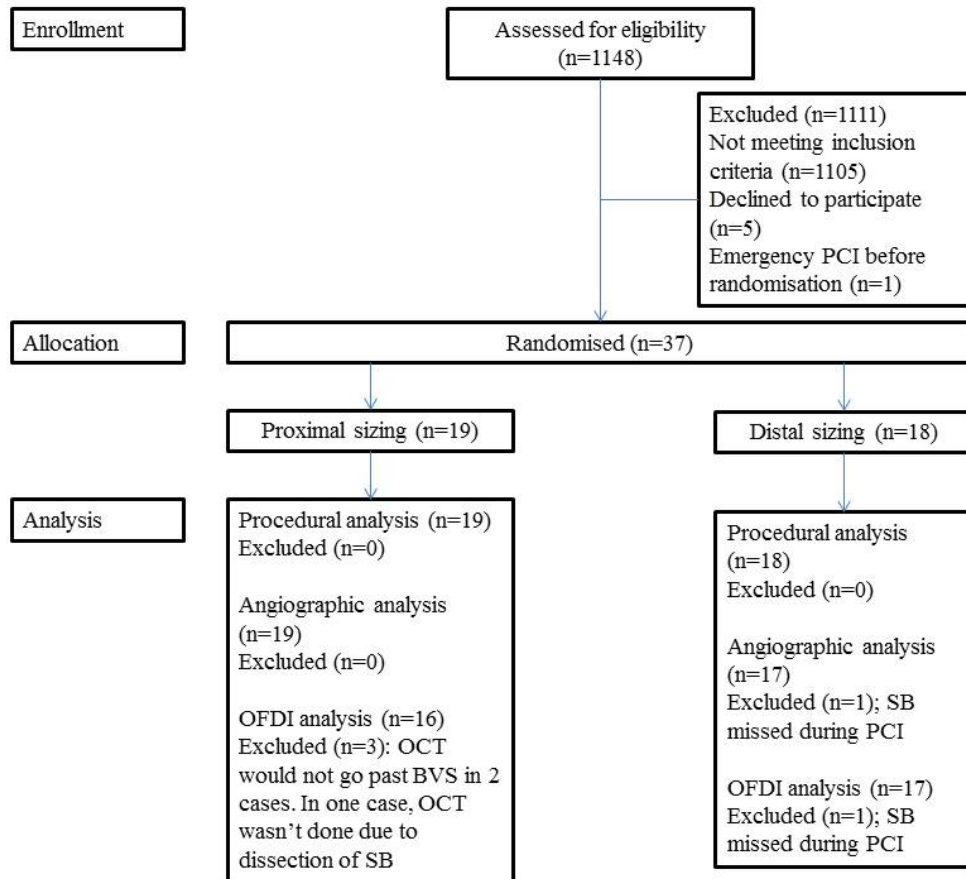 Enrollment
Assessed for eligibility
(n=1148)
Excluded (n=1111)
Not meeting inclusion
criteria (n=1105)
Declined to participate
(n=5)
Emergency PCI before
randomisation (n=1)
Allocation
Randomised (n=37)
Proximal sizing (n=19)
Distal sizing (n=18)
Analysis
Procedural analysis (n=19)
Excluded (n=0)
Angiographic analysis
(n=19)
Excluded (n=0)
OFDI analysis (n=16)
Excluded (n=3): OCT
would not go past BVS in 2
cases. In one case, OCT
wasn’t done due to
dissection of SB
Procedural analysis
(n=18)
Excluded (n=0)
Angiographic analysis
(n=17)
Excluded (n=1); SB
missed during PCI
OFDI analysis (n=17)
Excluded (n=1); SB
missed during PCI